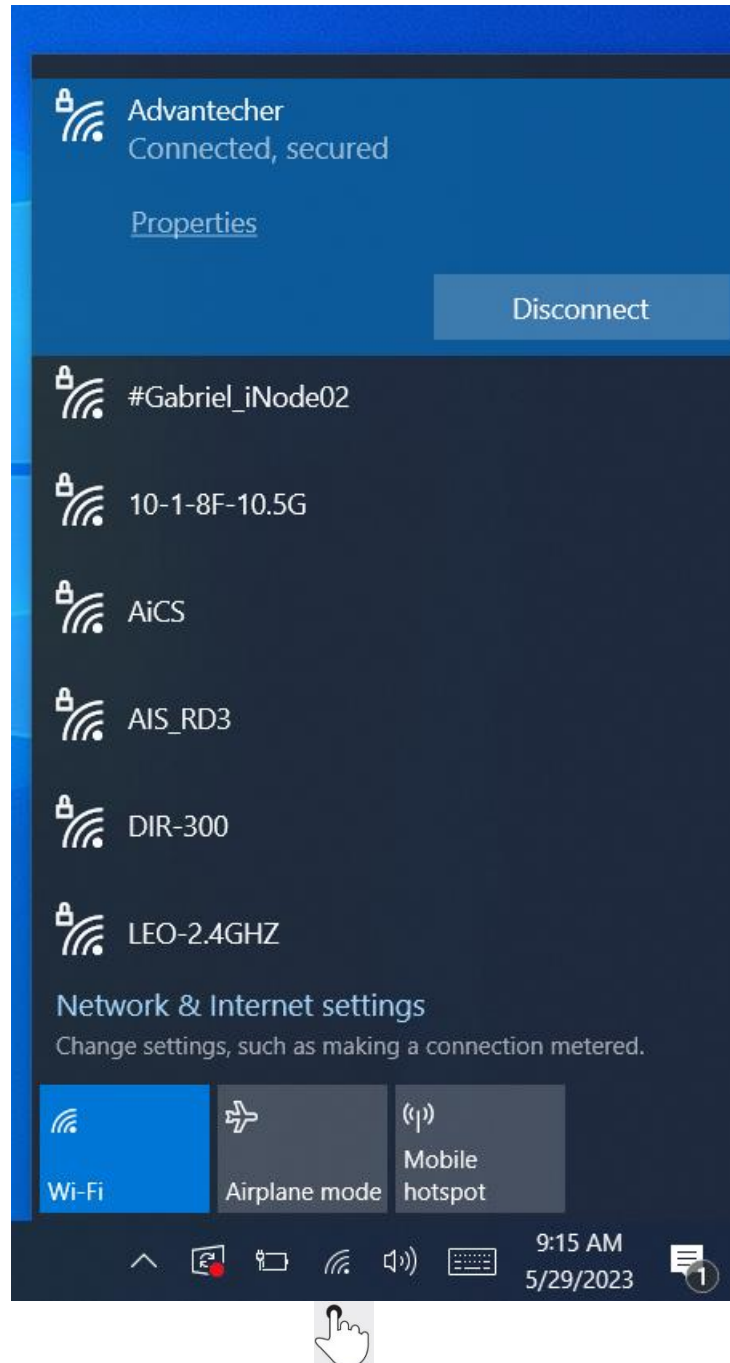 Advantecher
Connected, secured
Properties
Disconnect
#Gabriel_iNode02
10-1-8F-10.5G
AiCS
AIS_RD3
DIR-300
LEO-2.4GHZ
Network & Internet settings
Change settings, such as making a connection metered.
Wi-Fi
Airplane mode
Mobile
hotspot
9:15 AM
5/29/2023
1